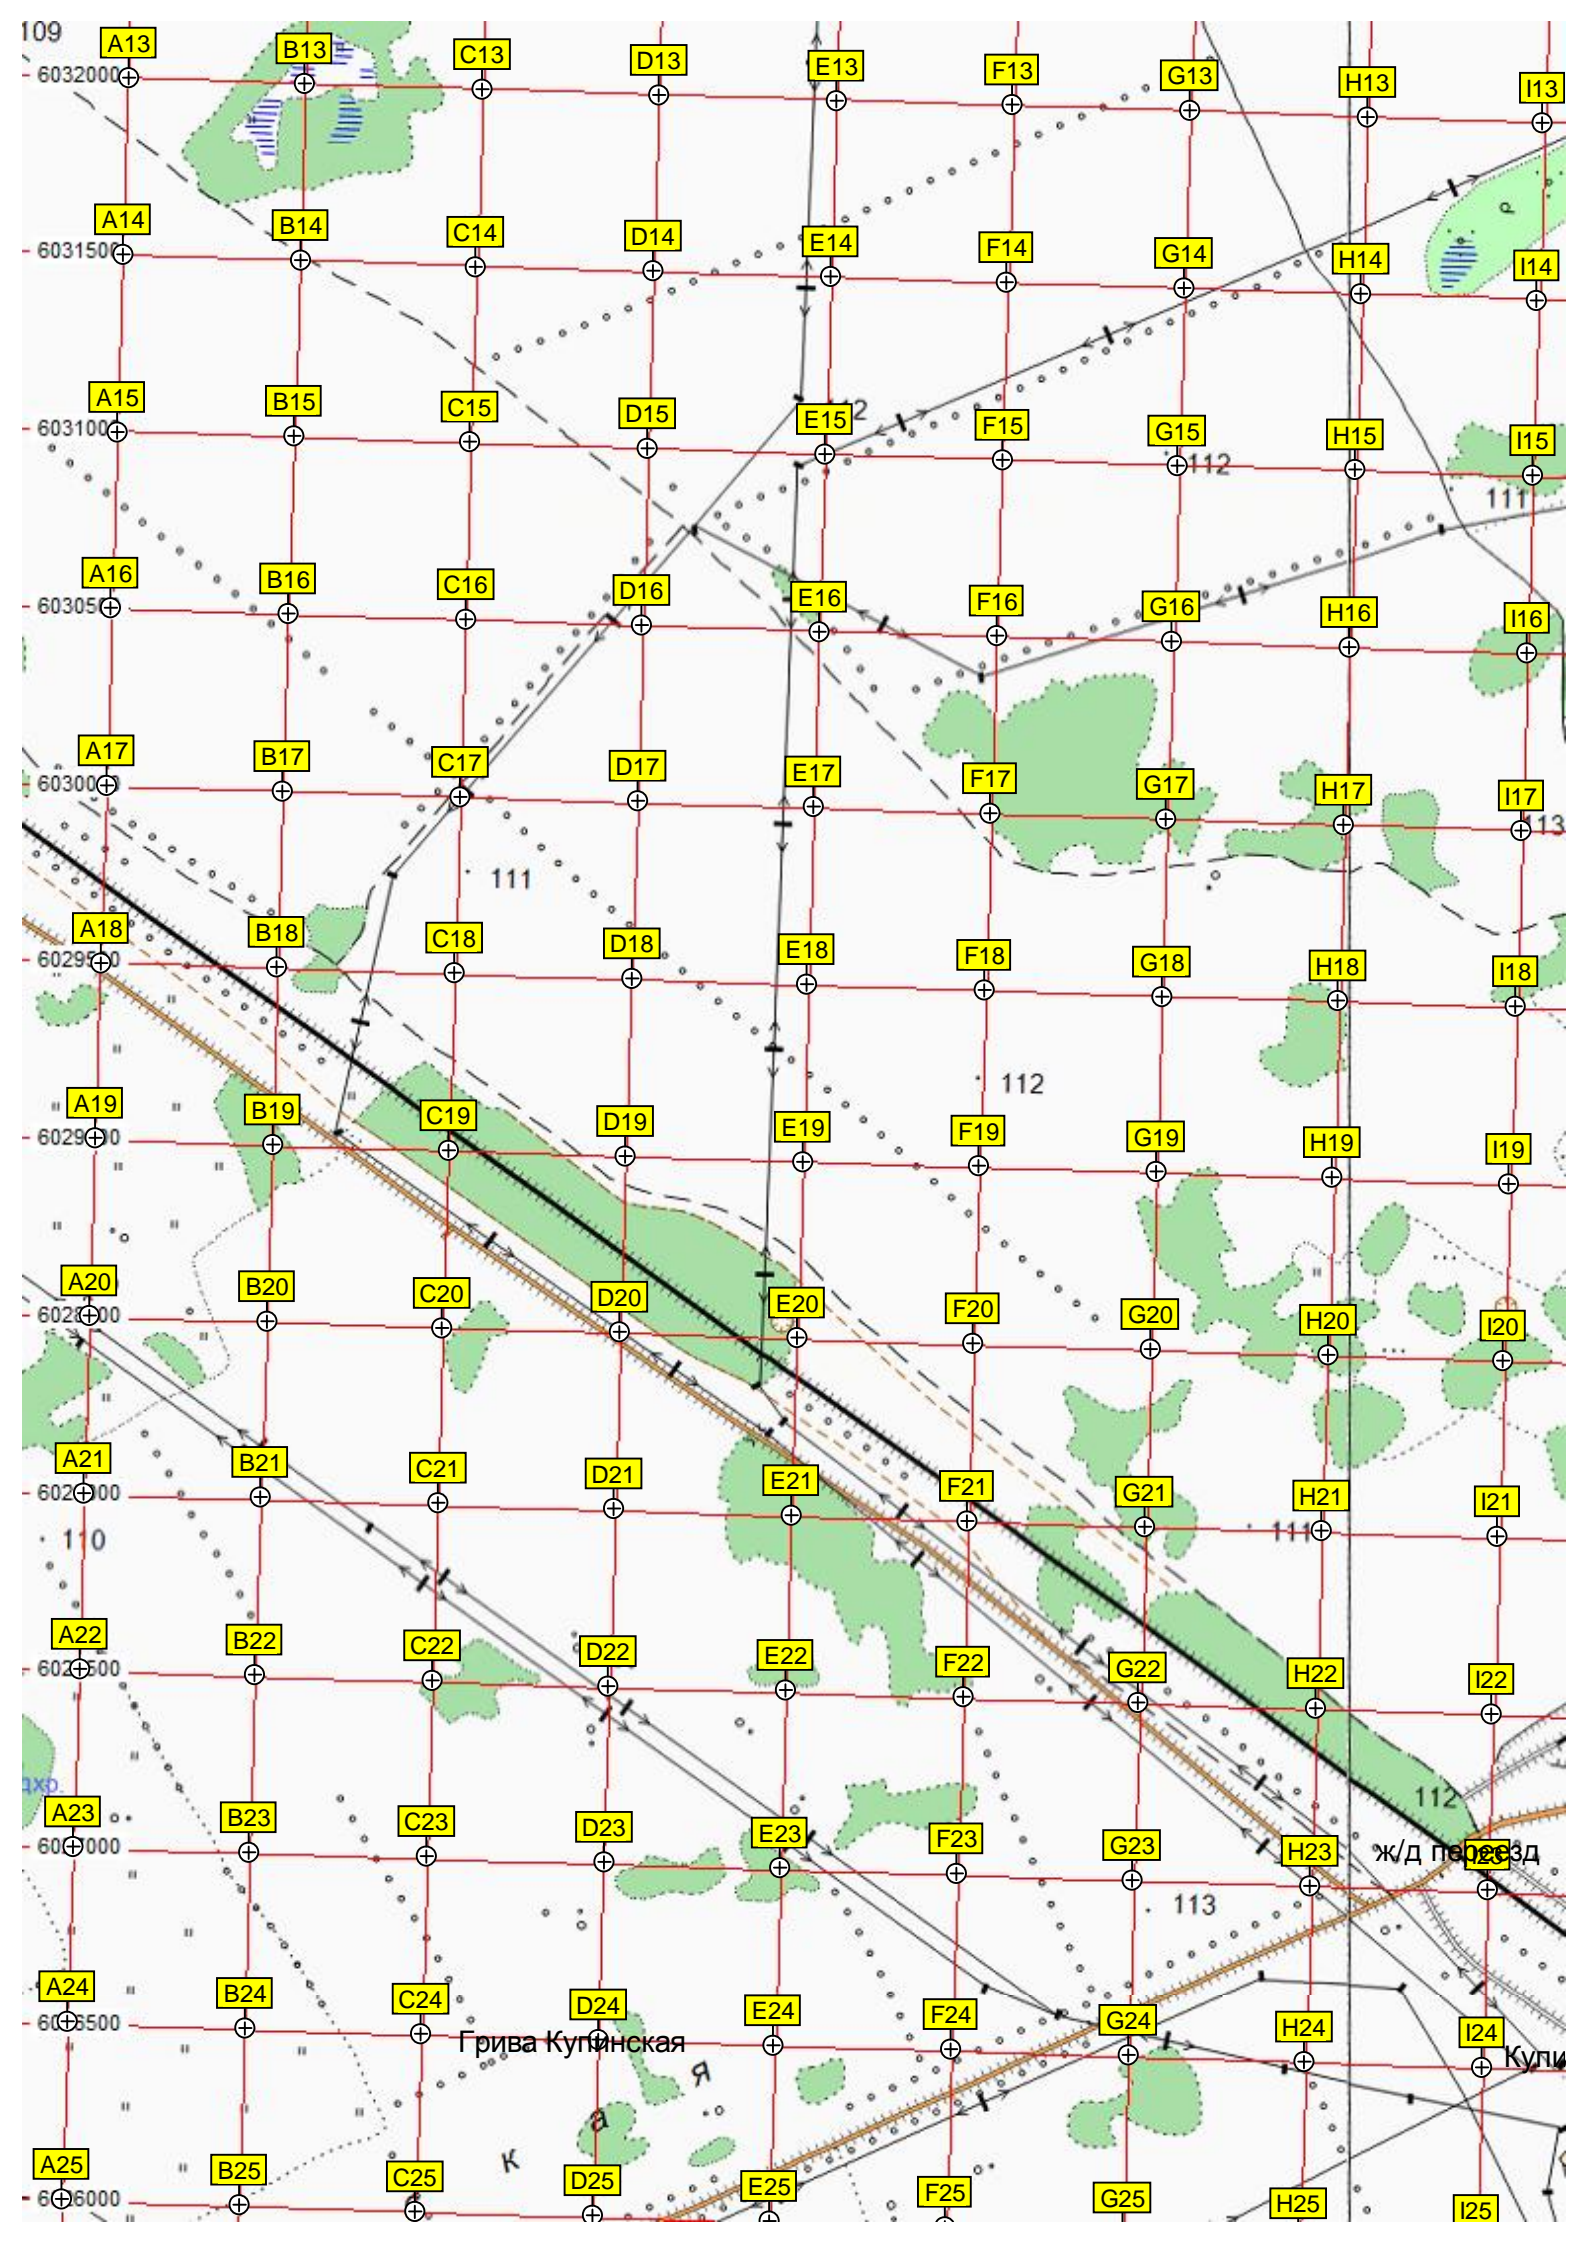 109
A13 B13 C13 D13 E13 F13 G13 H13 I13
6032000
A14 B14 C14 D14 E14 F14 G14 H14 I14
6031500
A15 B15 C15 D15 E15 F15 G15 H15 I15
603100
112
111
A16 B16 C16 D16 E16 F16 G16 H16 I16
60305
A17 B17 C17 D17 E17 F17 G17 H17 I17
113
111
A18 B18 C18 D18 E18 F18 G18 H18 I18
112
A19 B19 C19 D19 E19 F19 G19 H19 I19
A20 B20 C20 D20 E20 F20 G20 H20 I20
A21 B21 C21 D21 E21 F21 G21 H21 I21
110
111
A22 B22 C22 D22 E22 F22 G22 H22 I22
112
A23 B23 C23 D23 E23 F23 G23 H23 I23
ж/д переезд
113
A24 B24 C24 D24 E24 F24 G24 H24 I24
Грива Купинская
Купи
я
а
к
A25 B25 C25 D25 E25 F25 G25 H25 I25